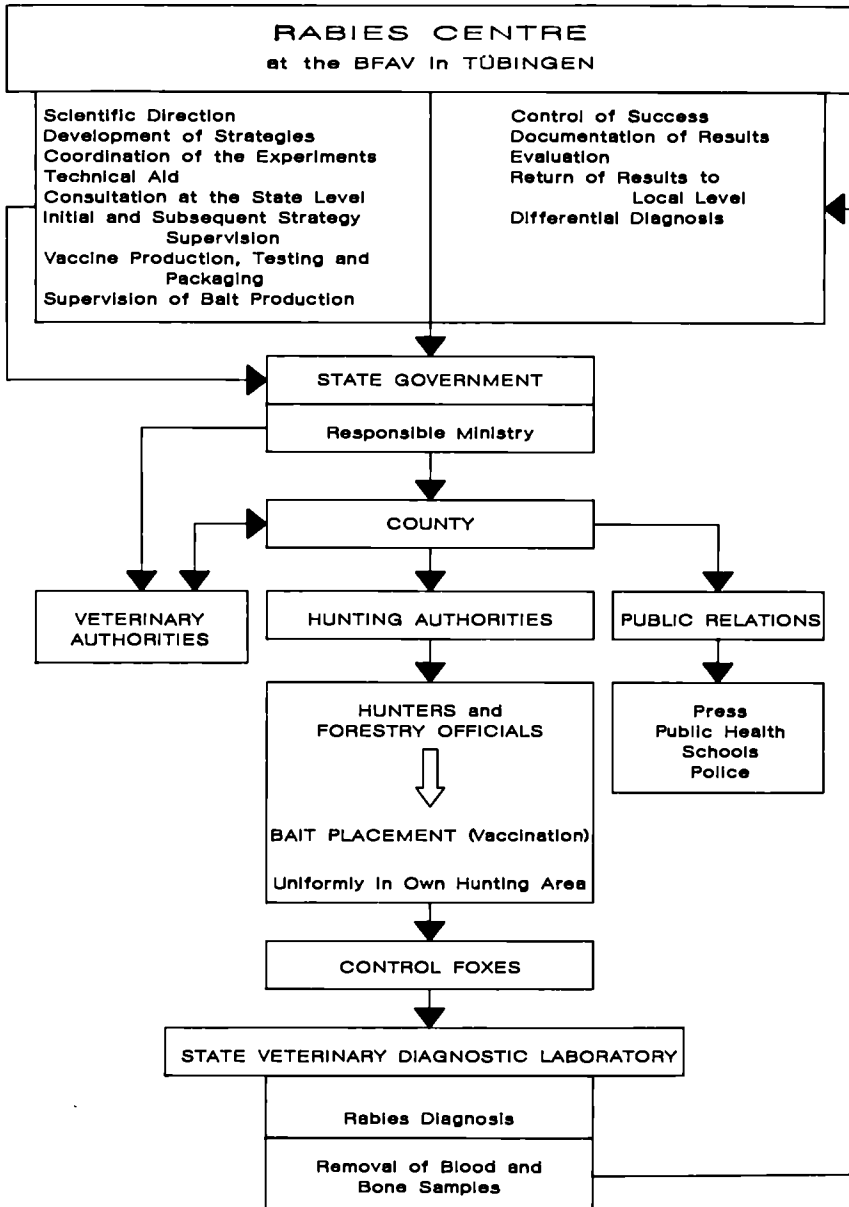 RABIES CENTRE
at the BFAV in TÜBINGEN
Scientific Direction
Development of Strategies
Coordination of the Experiments
Technical Aid
Consultation at the State Level
Initial and Subsequent Strategy
Supervision
Vaccine Production, Testing and
Packaging
Supervision of Bait Production
Control of Success
Documentation of Results
Evaluation
Return of Results to
Local Level
Differential Diagnosis
STATE GOVERNMENT
Responsible Ministry
COUNTY
VETERINARY
AUTHORITIES
HUNTING AUTHORITIES
PUBLIC RELATIONS
HUNTERS and
FORESTRY OFFICIALS
BAIT PLACEMENT (Vaccination)
Uniformly in Own Hunting Area
Press
Public Health
Schools
Police
CONTROL FOXES
STATE VETERINARY DIAGNOSTIC LABORATORY
Rabies Diagnosis
Removal of Blood and
Bone Samples